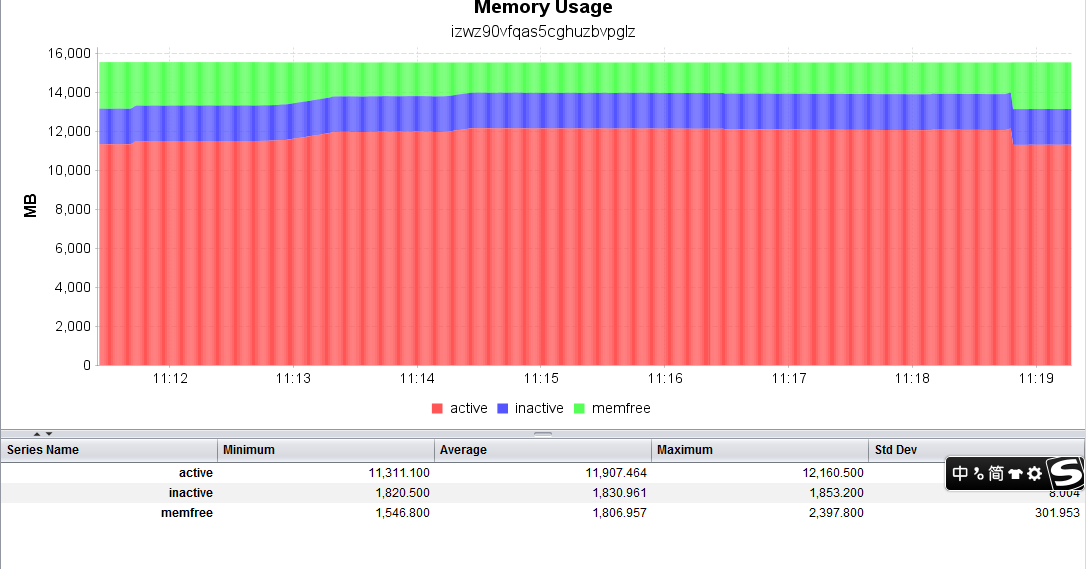 Memory Usage
izwz90vfqas5cghuzbvpglz
16,000
14,000
12,000
10,000
8,000
6,000
4,000
2,000
0
MB
11:12 11:13 11:14 11:15 11:16 11:17 11:18 11:19
active inactive memfree
Series Name Minimum Average Maximum Std Dev
active 11,311.100 11,907.464 12,160.500
inactive 1,820.500 1,830.961 1,853.200 8.004
memfree 1,546.800 1,806.957 2,397.800 301.953
中 简 S